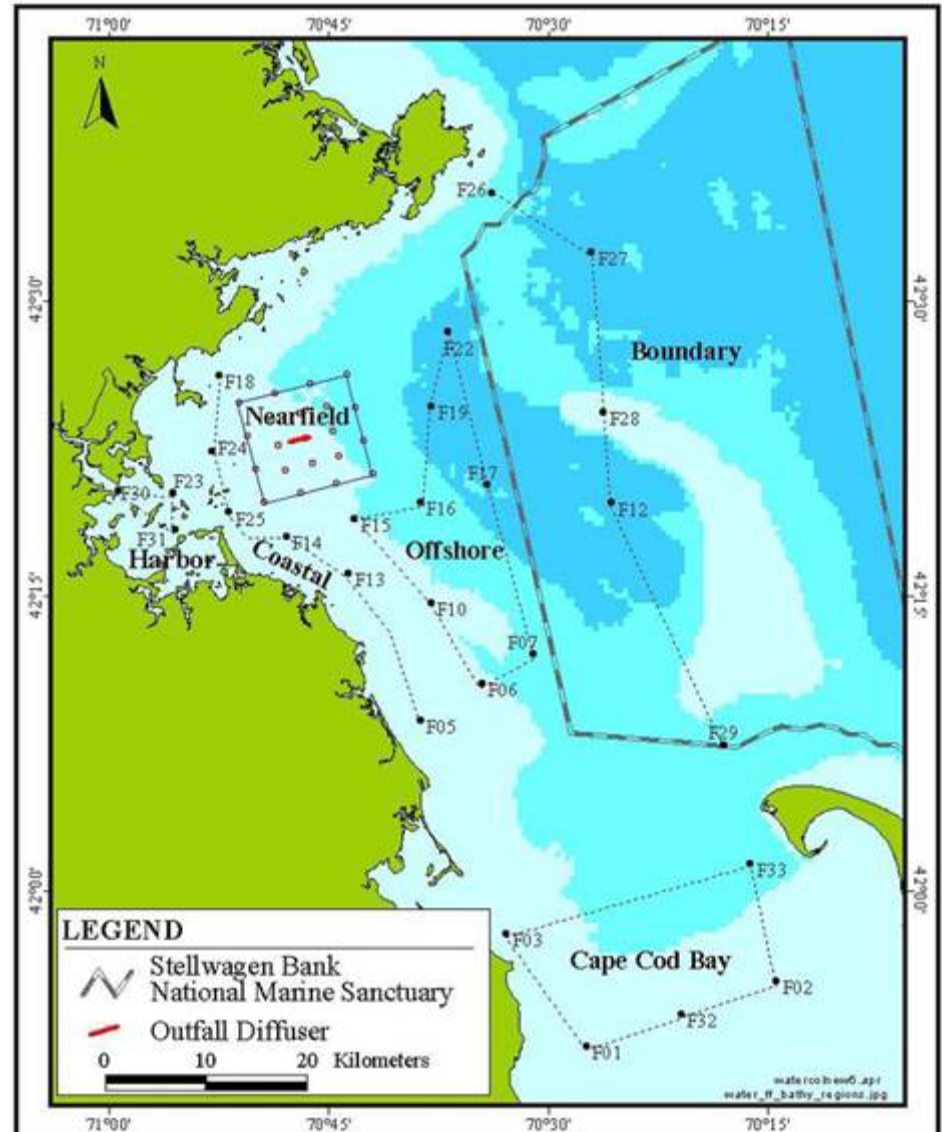 71°00'
70°45'
70°30'
70°15'
N
F26
F27
42°30'
42°30'
F22
Boundary
F18
F19
F28
Nearfield
F24
F17
F30
F23
F16
F12
F25
F15
F31
F14
Offshore
Harbor
Coastal
F13
42°15'
42°15'
F10
F07
F06
F05
F29
F33
42°00'
42°00'
LEGEND
F03
Stellwagen Bank
National Marine Sanctuary
Cape Cod Bay
F02
F32
Outfall Diffuser
F01
0 10 20 Kilometers
watercolnew6.apr
water_ff_bathy_regions.jpg
71°00'
70°45'
70°30'
70°15'